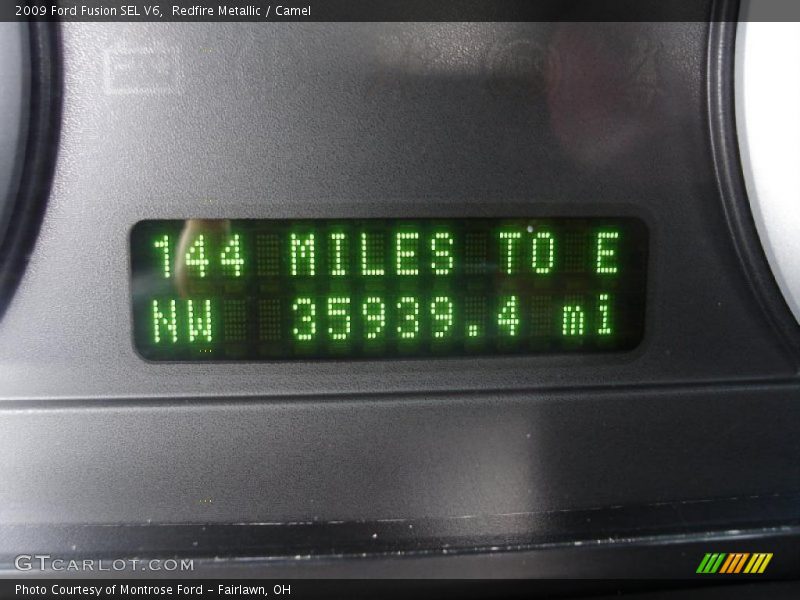 2009 Ford Fusion SEL V6, Redfire Metallic / Camel
144 MILES TO E
NW 35939.4 mi
GTCARLOT.COM
Photo Courtesy of Montrose Ford - Fairlawn, OH